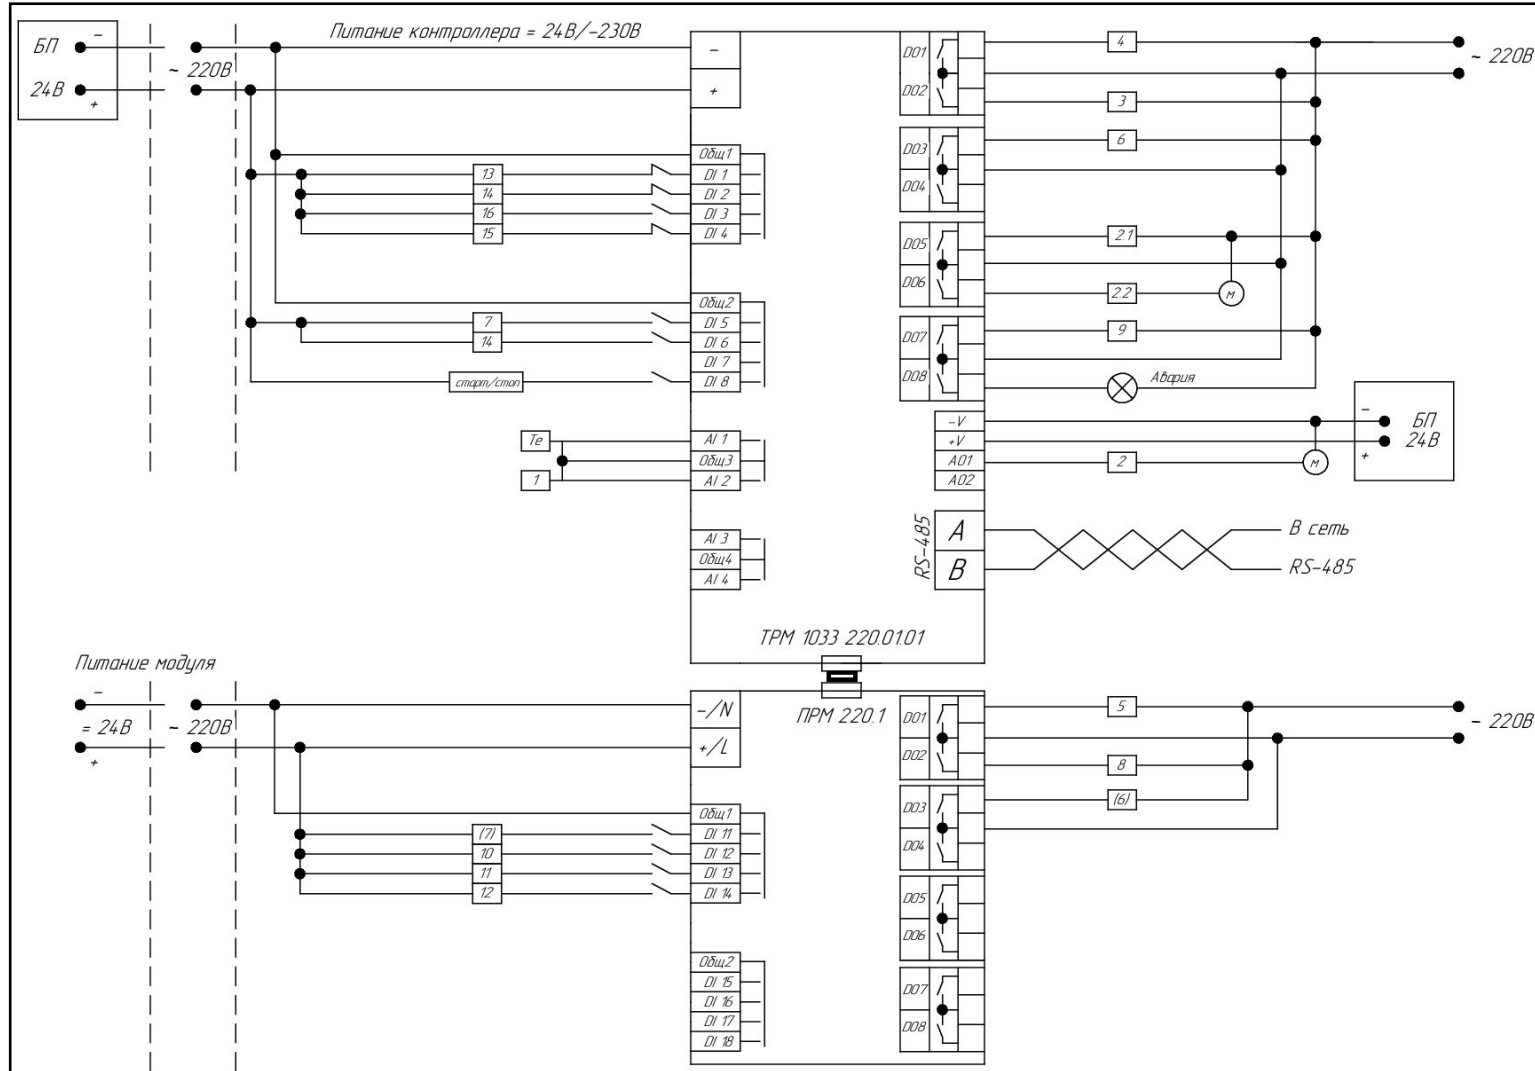 Питание контроллера = 24В/~230В
БП
24В
−
+
~ 220В
−
+
Общ1
DI 1
DI 2
DI 3
DI 4
13
14
16
15
Общ2
DI 5
DI 6
DI 7
DI 8
7
14
старт/стоп
Te
1
AI 1
Общ3
AI 2
AI 3
Общ4
AI 4
DO1
DO2
DO3
DO4
DO5
DO6
DO7
DO8
4
3
6
2.1
2.2
М
9
Авария
~ 220В
-V
+V
AO1
AO2
2
М
−
+
БП
24В
RS-485
A
B
В сеть
RS-485
ТРМ 1033 220.01.01
Питание модуля
−
= 24В
+
~ 220В
-/N
+/L
ПРМ 220.1
Общ1
DI 11
DI 12
DI 13
DI 14
(7)
10
11
12
Общ2
DI 15
DI 16
DI 17
DI 18
DO1
DO2
DO3
DO4
DO5
DO6
DO7
DO8
5
8
(6)
~ 220В